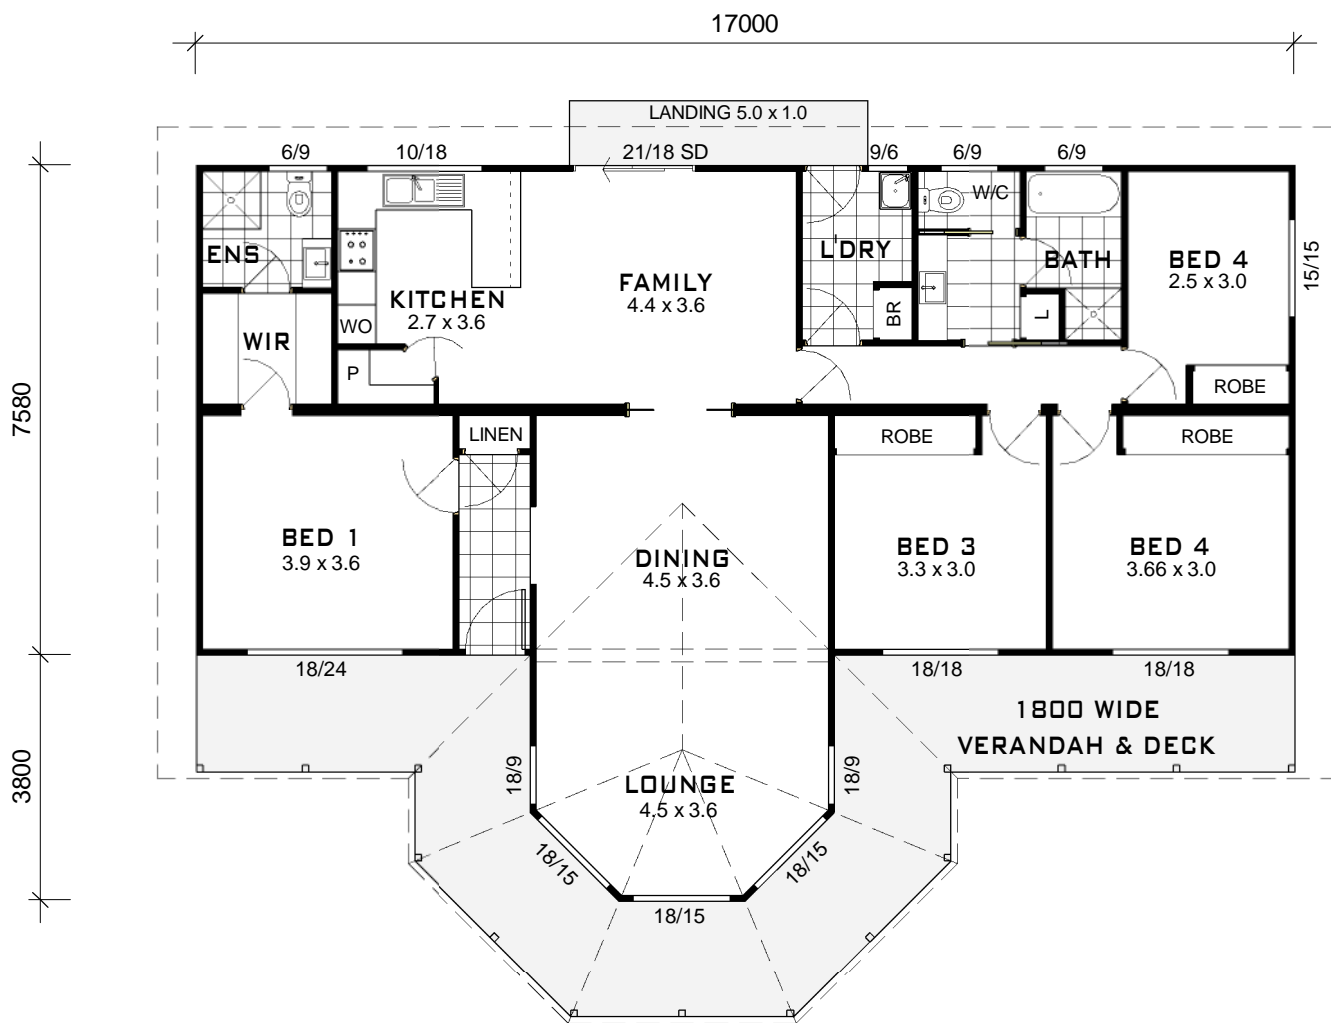 17000
LANDING 5.0 x 1.0
6/9
10/18
21/18 SD
9/6
6/9
6/9
W/C
ENS
L'DRY
BATH
BED 4
2.5 x 3.0
15/15
FAMILY
4.4 x 3.6
KITCHEN
2.7 x 3.6
WO
BR
L
WIR
P
ROBE
7580
LINEN
ROBE
ROBE
BED 1
3.9 x 3.6
DINING
4.5 x 3.6
BED 3
3.3 x 3.0
BED 4
3.66 x 3.0
18/24
18/18
18/18
1800 WIDE
VERANDAH & DECK
3800
18/9
LOUNGE
4.5 x 3.6
18/9
18/15
18/15
18/15